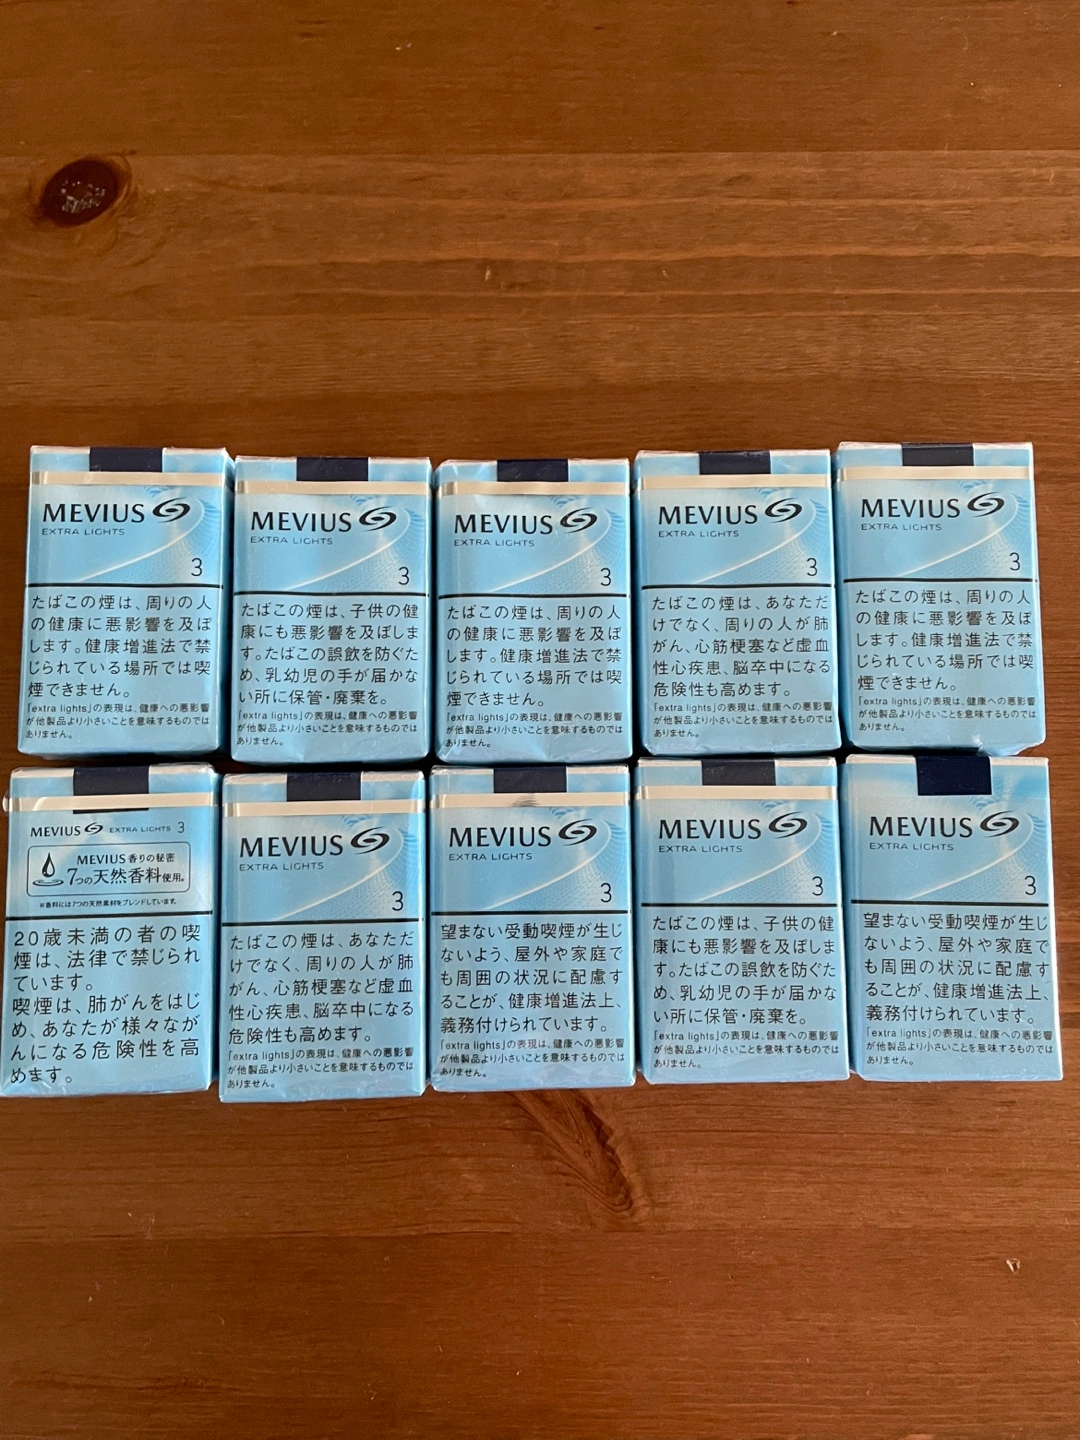 MEVIUS
EXTRA LIGHTS
3
たばこの煙は、周りの人
の健康に悪影響を及ぼ
します。健康増進法で禁
じられている場所では喫
煙できません。
「extra lights」の表現は、健康への悪影響
が他製品より小さいことを意味するものでは
ありません。
MEVIUS
EXTRA LIGHTS
3
たばこの煙は、子供の健
康にも悪影響を及ぼしま
す。たばこの誤飲を防ぐた
め、乳幼児の手が届かな
い所に保管・廃棄を。
「extra lights」の表現は、健康への悪影響
が他製品より小さいことを意味するものでは
ありません。
MEVIUS
EXTRA LIGHTS
3
たばこの煙は、周りの人
の健康に悪影響を及ぼ
します。健康増進法で禁
じられている場所では喫
煙できません。
「extra lights」の表現は、健康への悪影響
が他製品より小さいことを意味するものでは
ありません。
MEVIUS
EXTRA LIGHTS
3
たばこの煙は、あなただ
けでなく、周りの人が肺
がん、心筋梗塞など虚血
性心疾患、脳卒中になる
危険性も高めます。
「extra lights」の表現は、健康への悪影響
が他製品より小さいことを意味するものでは
ありません。
MEVIUS
EXTRA LIGHTS
3
たばこの煙は、周りの人
の健康に悪影響を及ぼ
します。健康増進法で禁
じられている場所では喫
煙できません。
「extra lights」の表現は、健康への悪影響
が他製品より小さいことを意味するものでは
ありません。
MEVIUS EXTRA LIGHTS 3
MEVIUS 香りの秘密
7つの天然香料使用。
※香料には7つの天然素材をブレンドしています。
20歳未満の者の喫
煙は、法律で禁じられ
ています。
喫煙は、肺がんをはじ
め、あなたが様々なが
んになる危険性を高
めます。
MEVIUS
EXTRA LIGHTS
3
たばこの煙は、あなただ
けでなく、周りの人が肺
がん、心筋梗塞など虚血
性心疾患、脳卒中になる
危険性も高めます。
「extra lights」の表現は、健康への悪影響
が他製品より小さいことを意味するものでは
ありません。
MEVIUS
EXTRA LIGHTS
3
望まない受動喫煙が生じ
ないよう、屋外や家庭で
も周囲の状況に配慮す
ることが、健康増進法上、
義務付けられています。
「extra lights」の表現は、健康への悪影響
が他製品より小さいことを意味するものでは
ありません。
MEVIUS
EXTRA LIGHTS
3
たばこの煙は、子供の健
康にも悪影響を及ぼしま
す。たばこの誤飲を防ぐた
め、乳幼児の手が届かな
い所に保管・廃棄を。
「extra lights」の表現は、健康への悪影響
が他製品より小さいことを意味するものでは
ありません。
MEVIUS
EXTRA LIGHTS
3
望まない受動喫煙が生じ
ないよう、屋外や家庭で
も周囲の状況に配慮す
ることが、健康増進法上、
義務付けられています。
「extra lights」の表現は、健康への悪影響
が他製品より小さいことを意味するものでは
ありません。